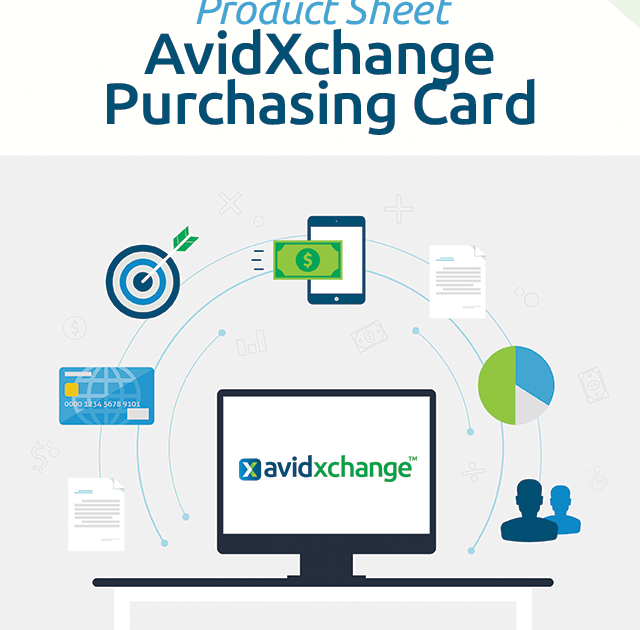 Product Sheet
AvidXchange
Purchasing Card
$
$
0000 1234 5678 9101
$
avidxchange™